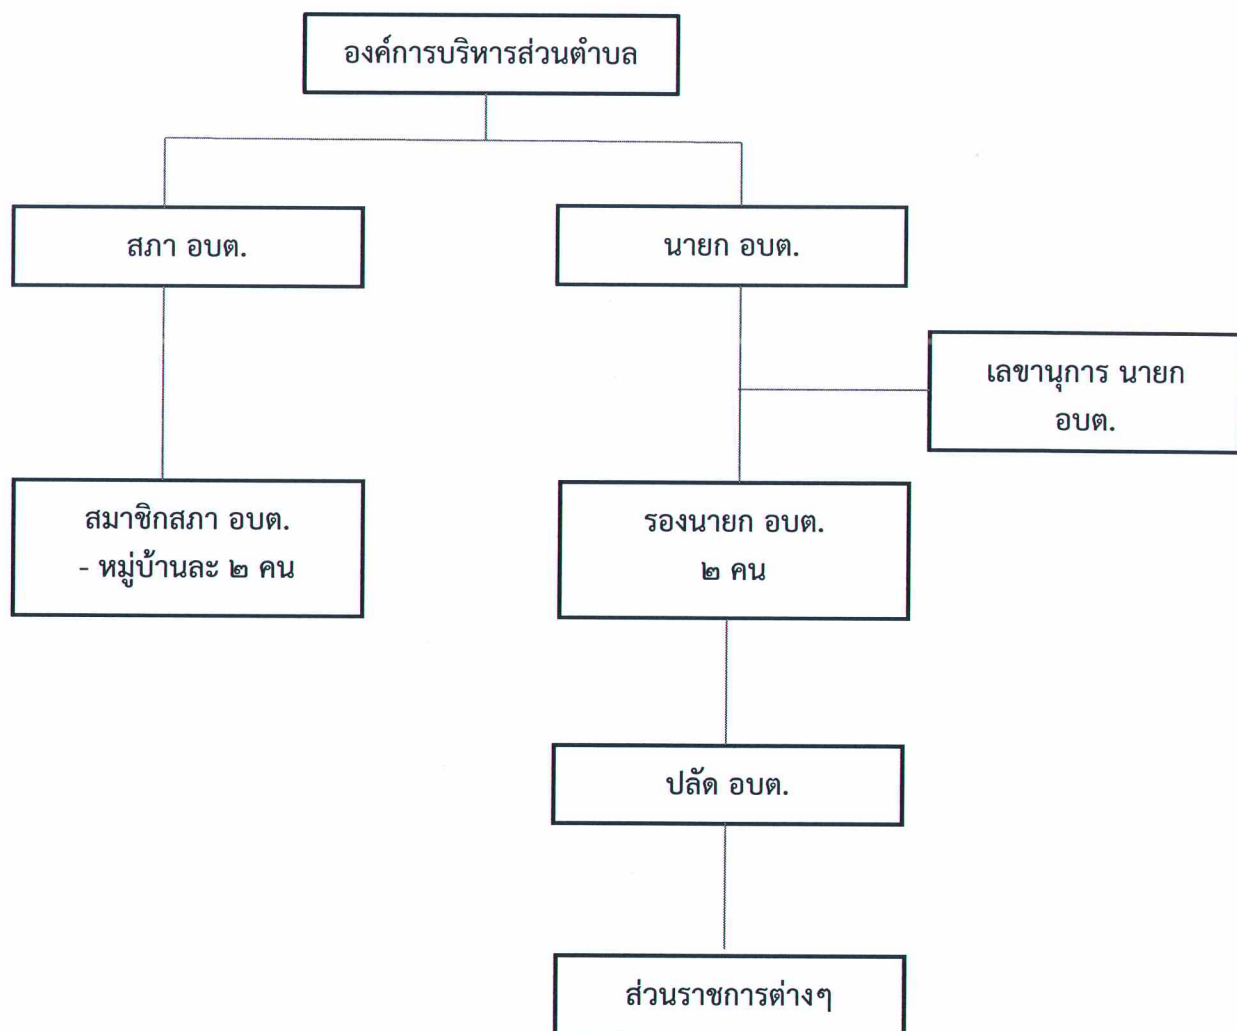 องค์การบริหารส่วนตำบล
สภา อบต.
นายก อบต.
เลขานุการ นายก
อบต.
สมาชิกสภา อบต.
- หมู่บ้านละ ๒ คน
รองนายก อบต.
๒ คน
ปลัด อบต.
ส่วนราชการต่างๆ